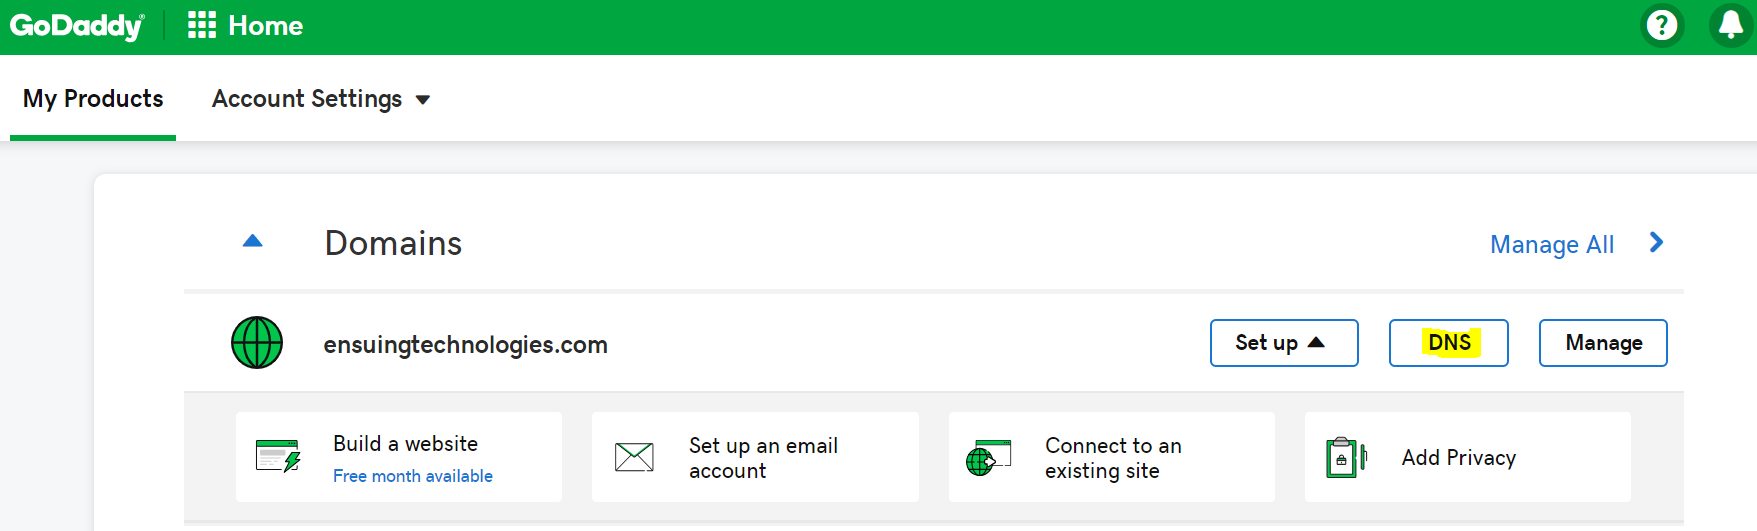 GoDaddy Home
My Products Account Settings
Domains Manage All
ensuingtechnologies.com Set up DNS Manage
Build a website
Free month available
Set up an email
account
Connect to an
existing site
Add Privacy